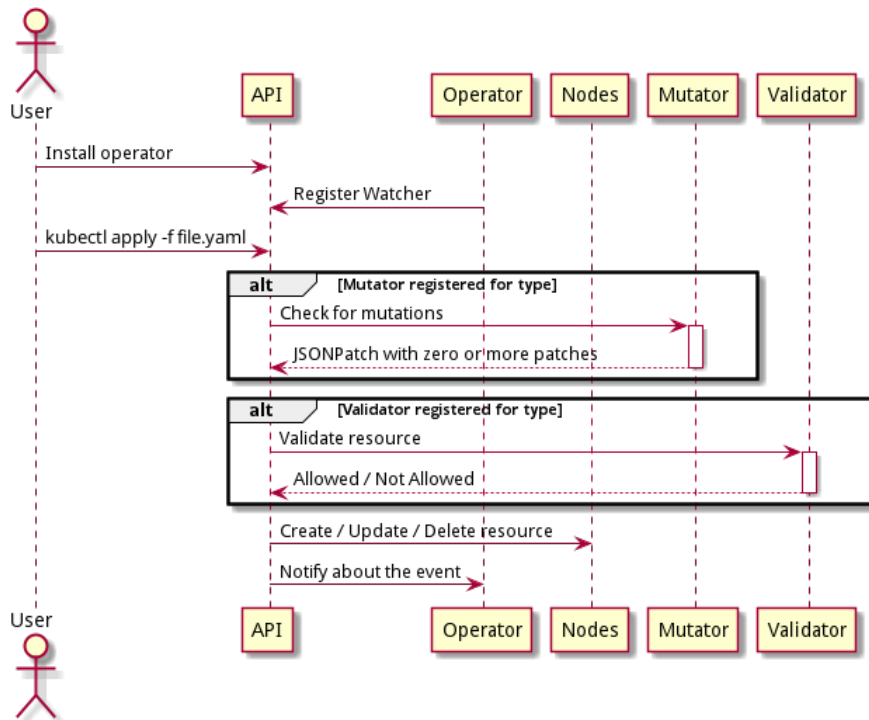 User
API
Operator
Nodes
Mutator
Validator
Install operator
Register Watcher
kubectl apply -f file.yaml
alt [Mutator registered for type]
Check for mutations
JSONPatch with zero or more patches
alt [Validator registered for type]
Validate resource
Allowed / Not Allowed
Create / Update / Delete resource
Notify about the event
User
API
Operator
Nodes
Mutator
Validator